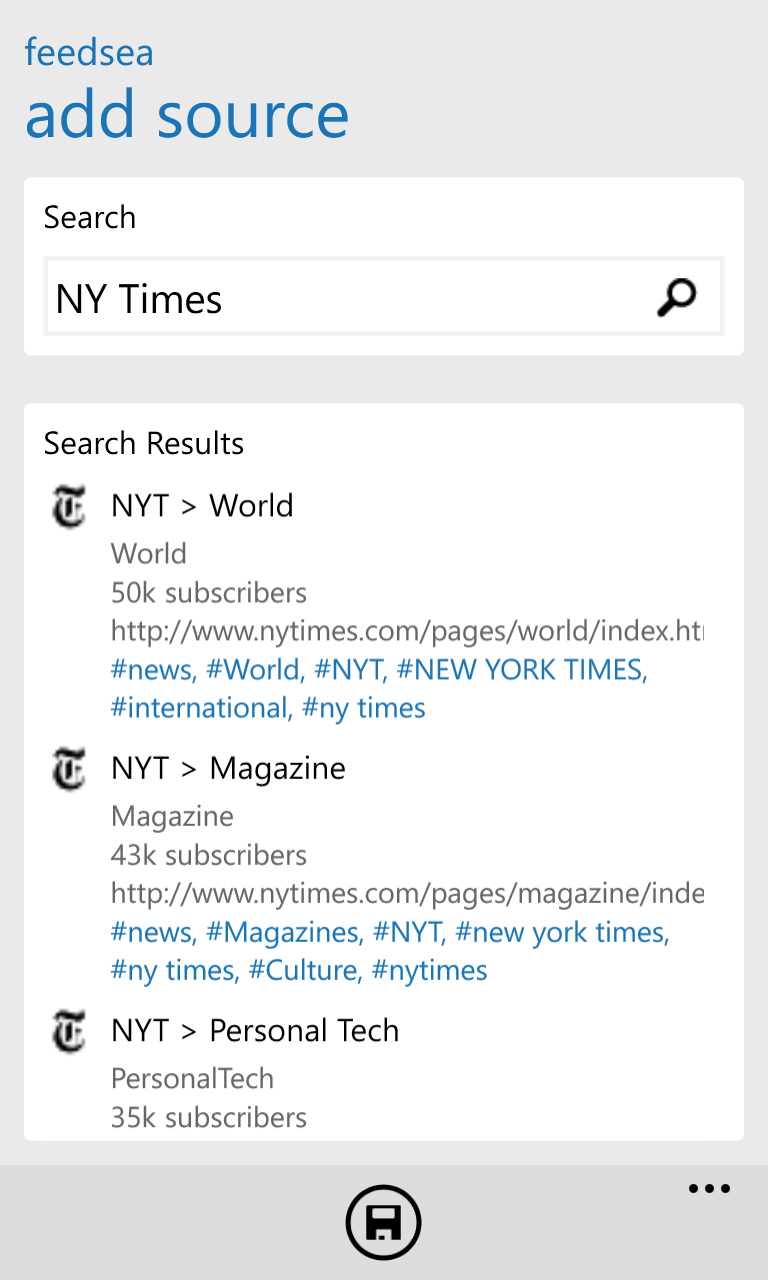 feedsea
add source
Search
NY Times
Search Results
NYT > World
World
50k subscribers
http://www.nytimes.com/pages/world/index.ht
#news, #World, #NYT, #NEW YORK TIMES,
#international, #ny times
NYT > Magazine
Magazine
43k subscribers
http://www.nytimes.com/pages/magazine/inde
#news, #Magazines, #NYT, #new york times,
#ny times, #Culture, #nytimes
NYT > Personal Tech
PersonalTech
35k subscribers